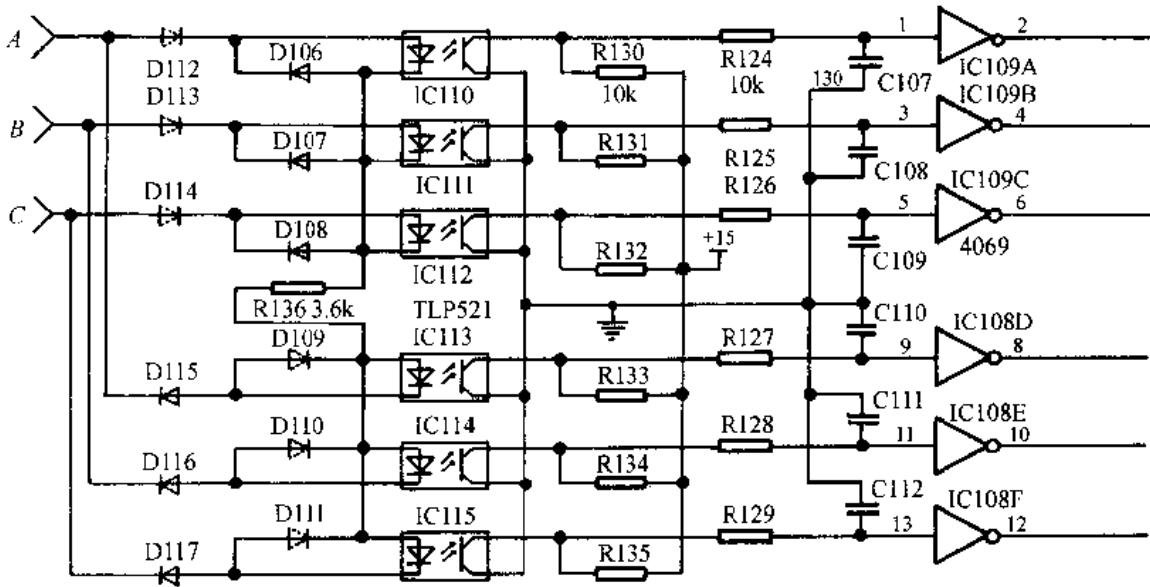 A
1
2
D106
R130
R124
D112
10k
10k
IC109A
IC110
130
C107
D113
IC109B
B
3
4
D107
R131
R125
C108
IC111
D114
R126
IC109C
C
5
6
D108
+15
R132
4069
IC112
C109
R136 3.6k
TLP521
C110
D109
IC113
R127
IC108D
9
8
D115
R133
C111
D110
IC114
R128
IC108E
11
10
D116
R134
C112
D111
IC115
R129
IC108F
13
12
D117
R135